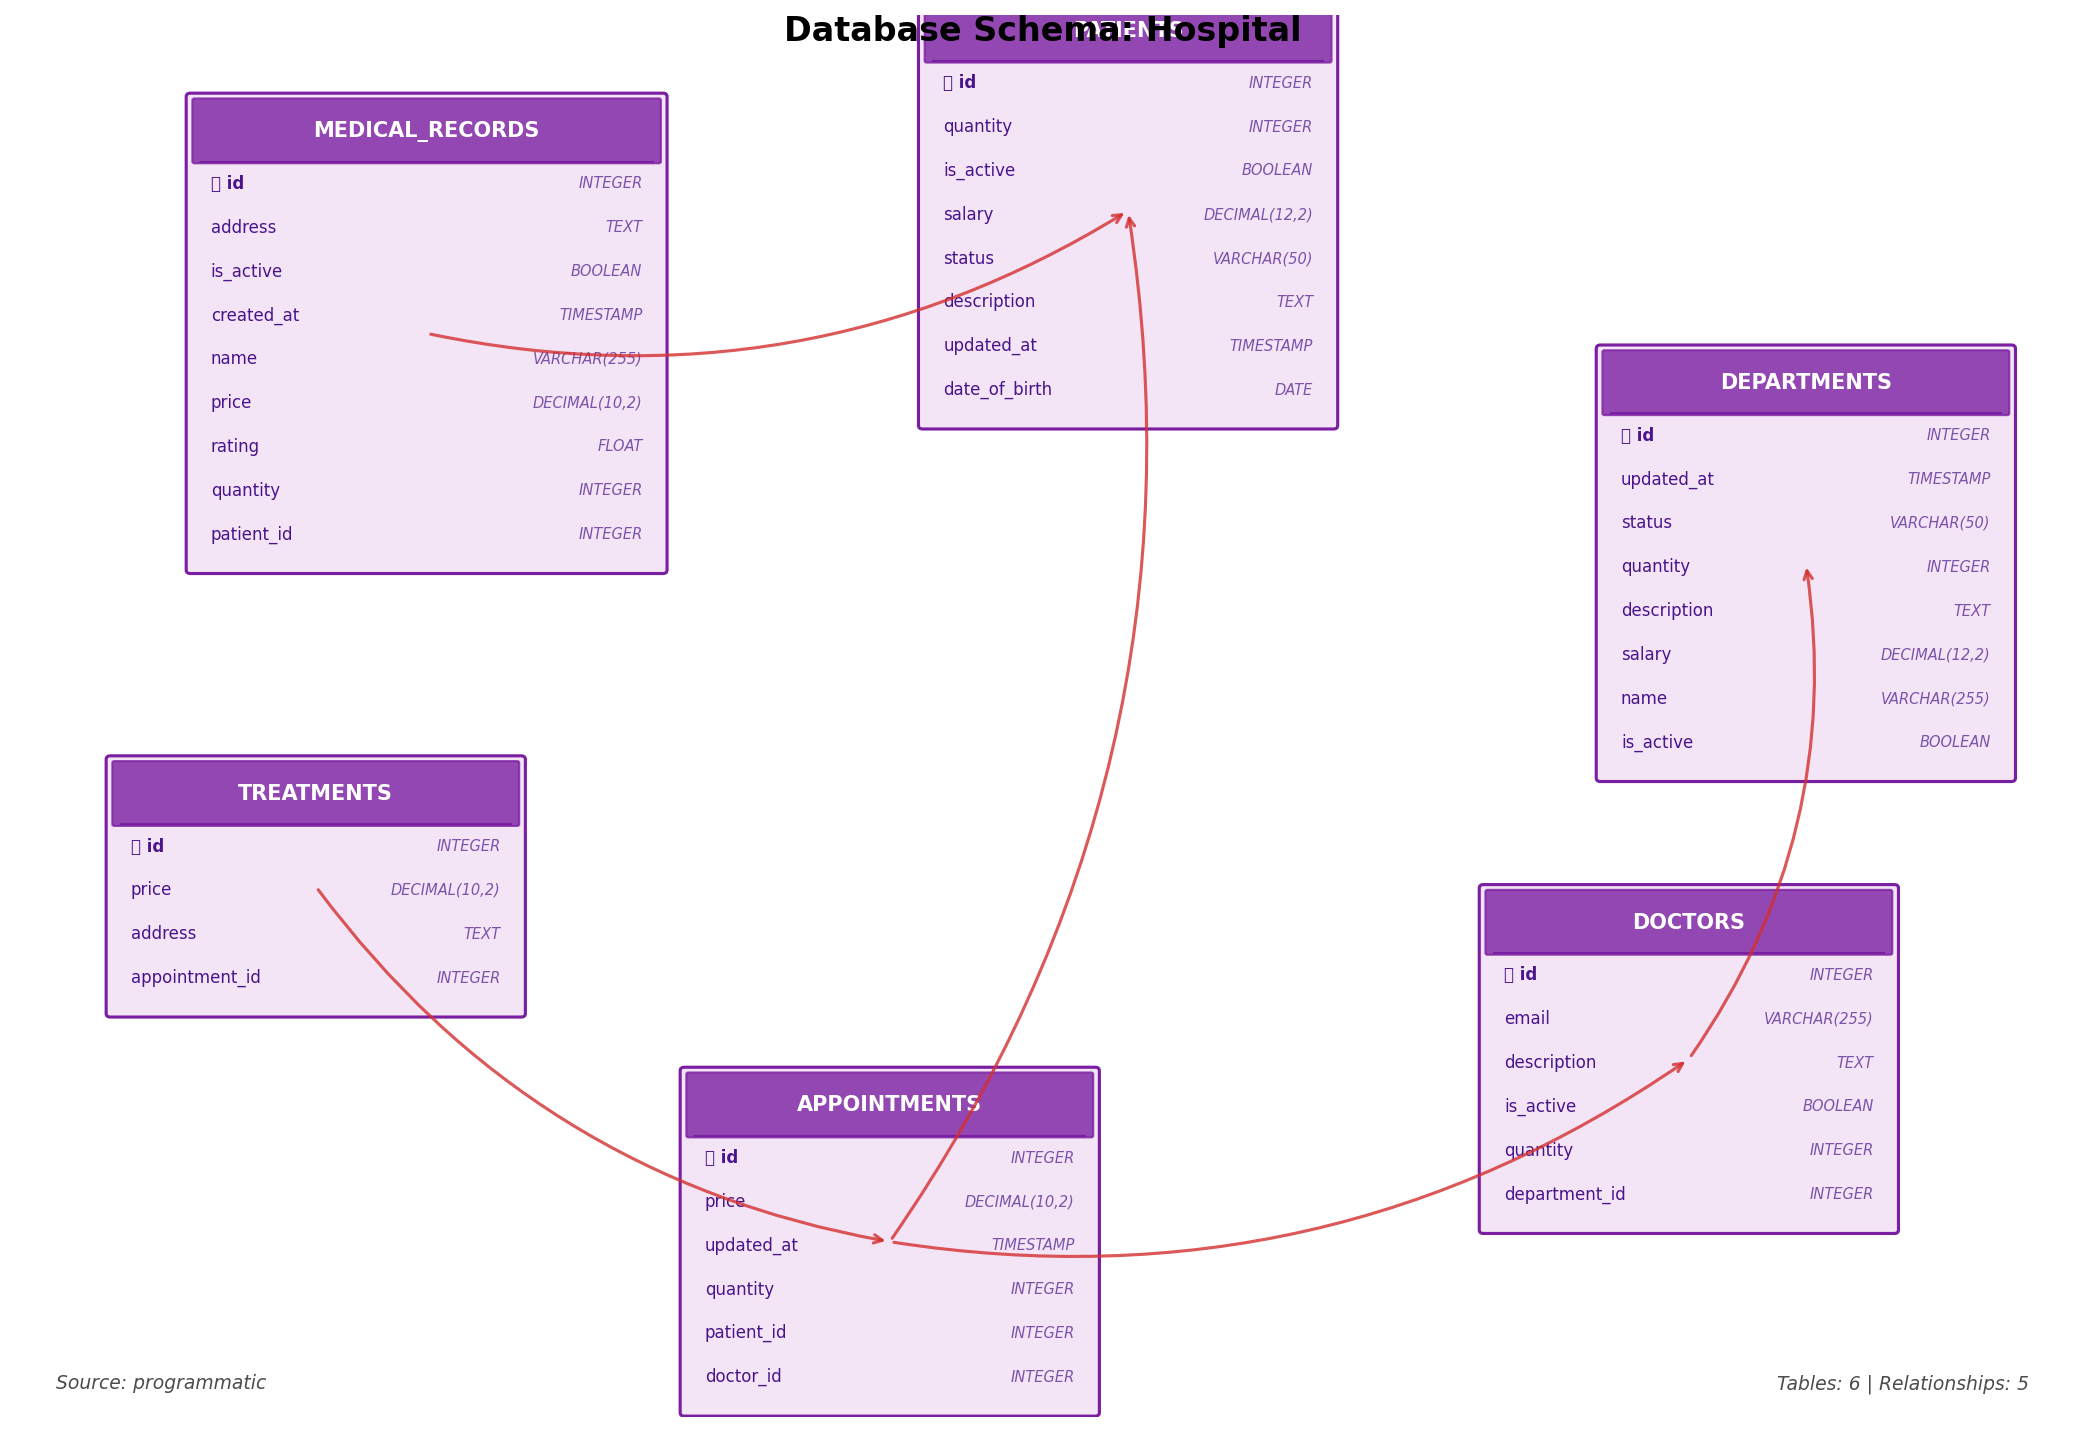 Database Schema: Hospital
PATIENTS
id INTEGER
quantity INTEGER
is_active BOOLEAN
salary DECIMAL(12,2)
status VARCHAR(50)
description TEXT
updated_at TIMESTAMP
date_of_birth DATE
MEDICAL_RECORDS
id INTEGER
address TEXT
is_active BOOLEAN
created_at TIMESTAMP
name VARCHAR(255)
price DECIMAL(10,2)
rating FLOAT
quantity INTEGER
patient_id INTEGER
DEPARTMENTS
id INTEGER
updated_at TIMESTAMP
status VARCHAR(50)
quantity INTEGER
description TEXT
salary DECIMAL(12,2)
name VARCHAR(255)
is_active BOOLEAN
TREATMENTS
id INTEGER
price DECIMAL(10,2)
address TEXT
appointment_id INTEGER
DOCTORS
id INTEGER
email VARCHAR(255)
description TEXT
is_active BOOLEAN
quantity INTEGER
department_id INTEGER
APPOINTMENTS
id INTEGER
price DECIMAL(10,2)
updated_at TIMESTAMP
quantity INTEGER
patient_id INTEGER
doctor_id INTEGER
Source: programmatic
Tables: 6 | Relationships: 5